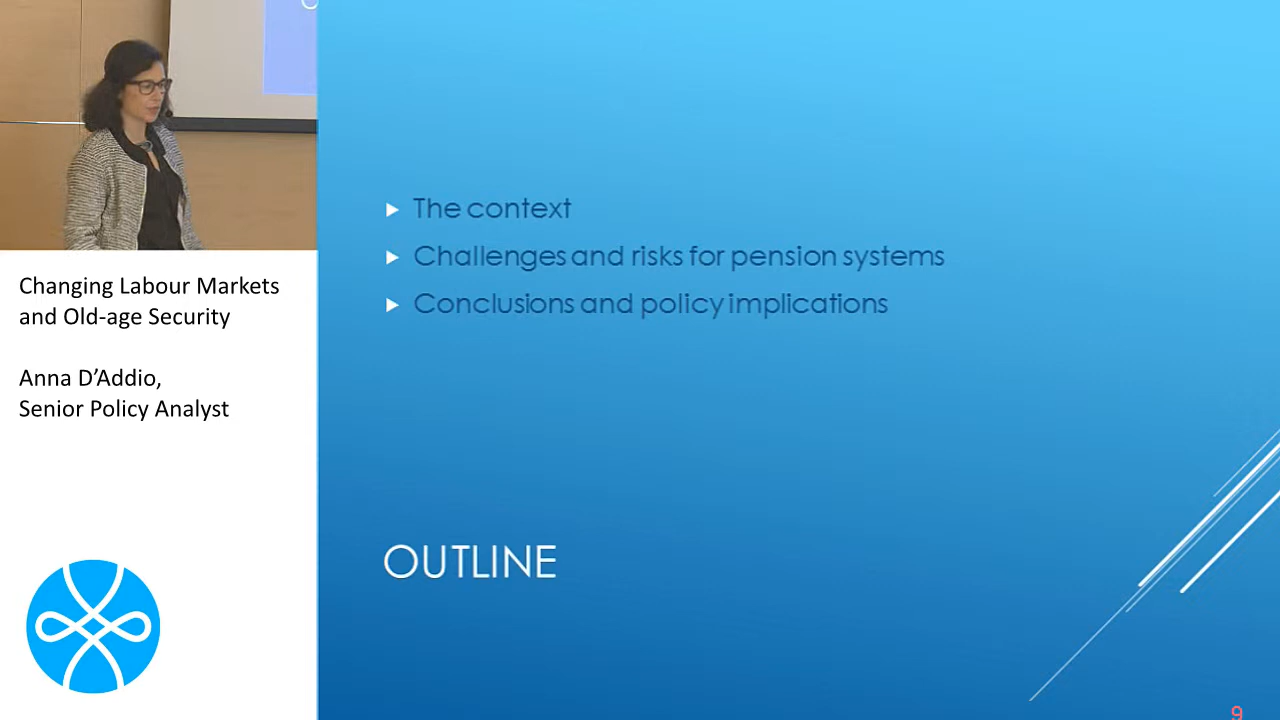 Changing Labour Markets
and Old-age Security
Anna D’Addio,
Senior Policy Analyst
The context
Challenges and risks for pension systems
Conclusions and policy implications
OUTLINE
9